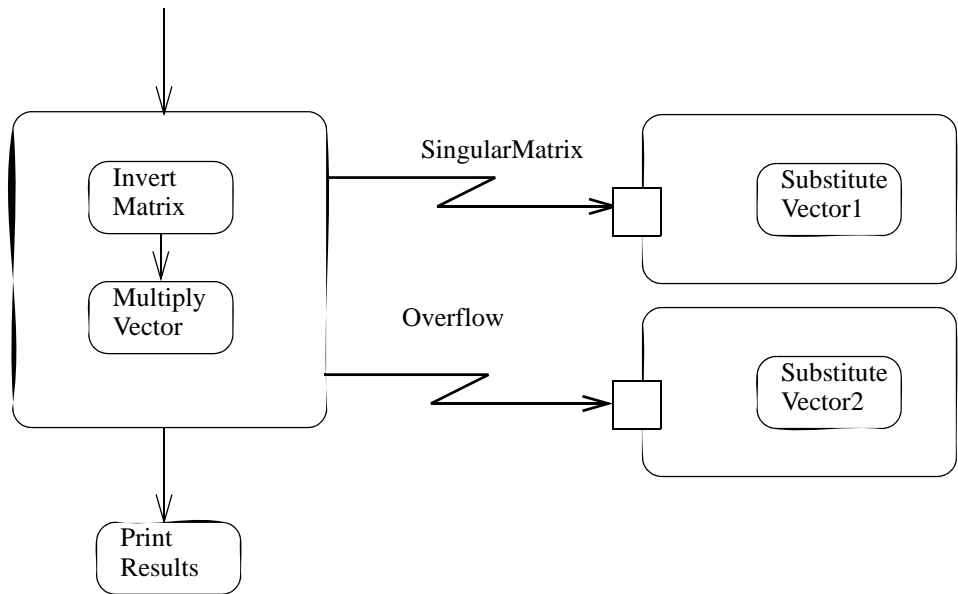 SingularMatrix
Invert
Matrix
Substitute
Vector1
Multiply
Vector
Overflow
Substitute
Vector2
Print
Results